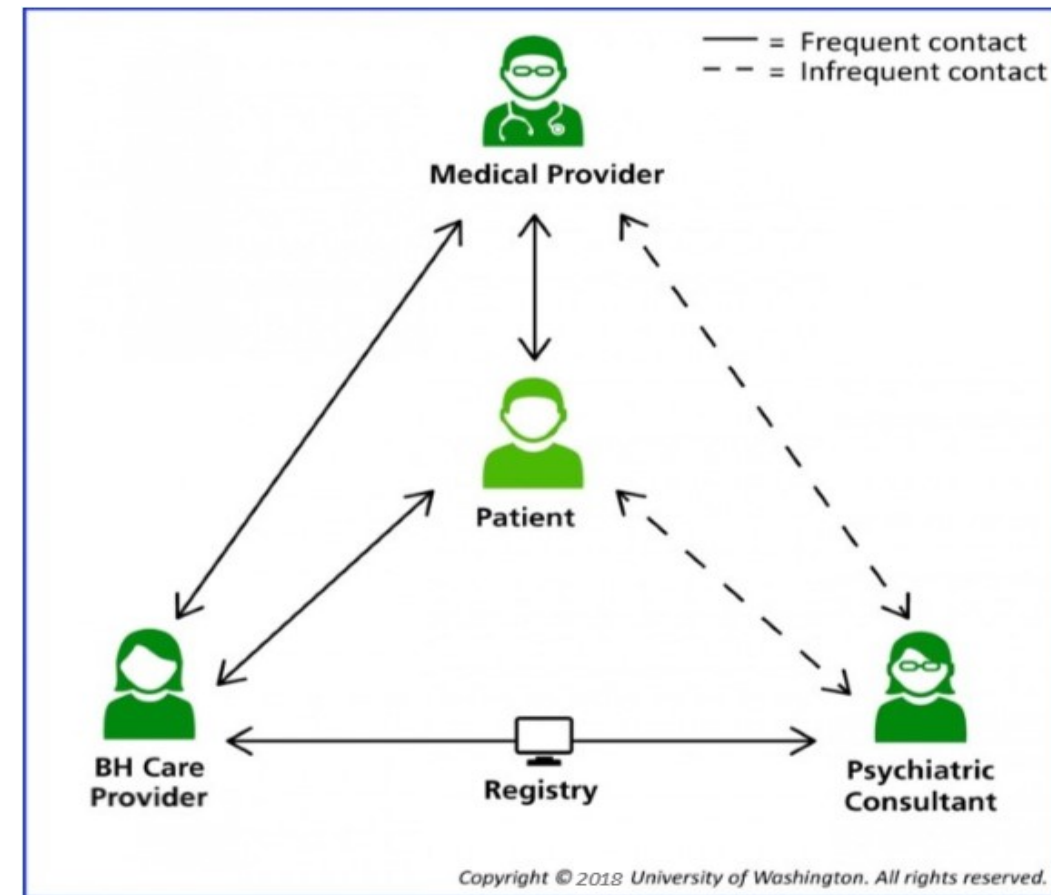 = Frequent contact
= Infrequent contact
Medical Provider
Patient
BH Care
Provider
Registry
Psychiatric
Consultant
Copyright © 2018 University of Washington. All rights reserved.